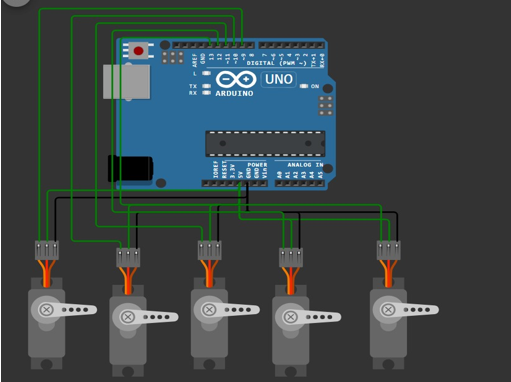 AREF
GND
13
12
~11
~10
~9
8
7
~6
~5
4
~3
2
TX→1
RX←0
DIGITAL (PWM ~)
L
TX
RX
UNO
ARDUINO
ON
IOREF
RESET
3.3V
5V
GND
GND
Vin
POWER
ANALOG IN
A0
A1
A2
A3
A4
A5